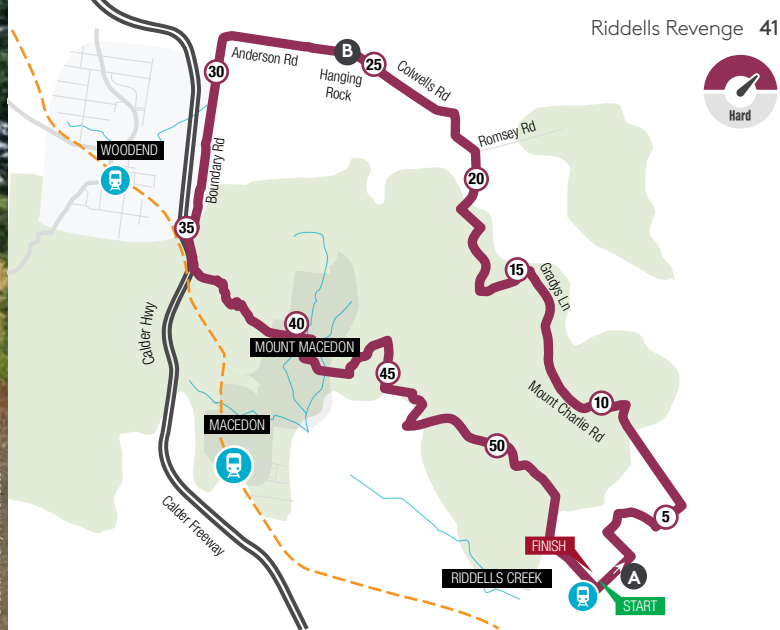 Riddells Revenge 41
Hard
B
Anderson Rd
30
25
Hanging
Rock
Colwells Rd
Romsey Rd
WOODEND
Boundary Rd
20
35
15
Gradys Ln
Calder Hwy
40
MOUNT MACEDON
45
10
Mount Charlie Rd
MACEDON
50
5
Calder Freeway
FINISH
RIDDELLS CREEK
A
START